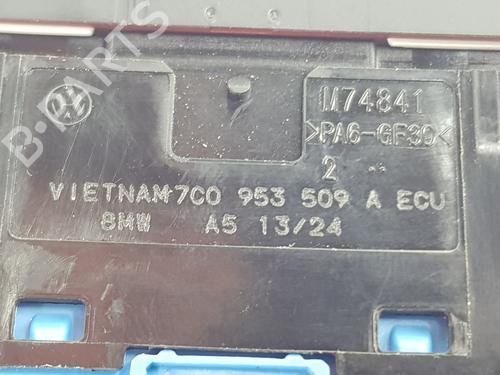 B-PARTS
M74841
>PA6-GF30<
2 --
VIETNAM 7C0 953 509 A ECU
8MW A5 13/24